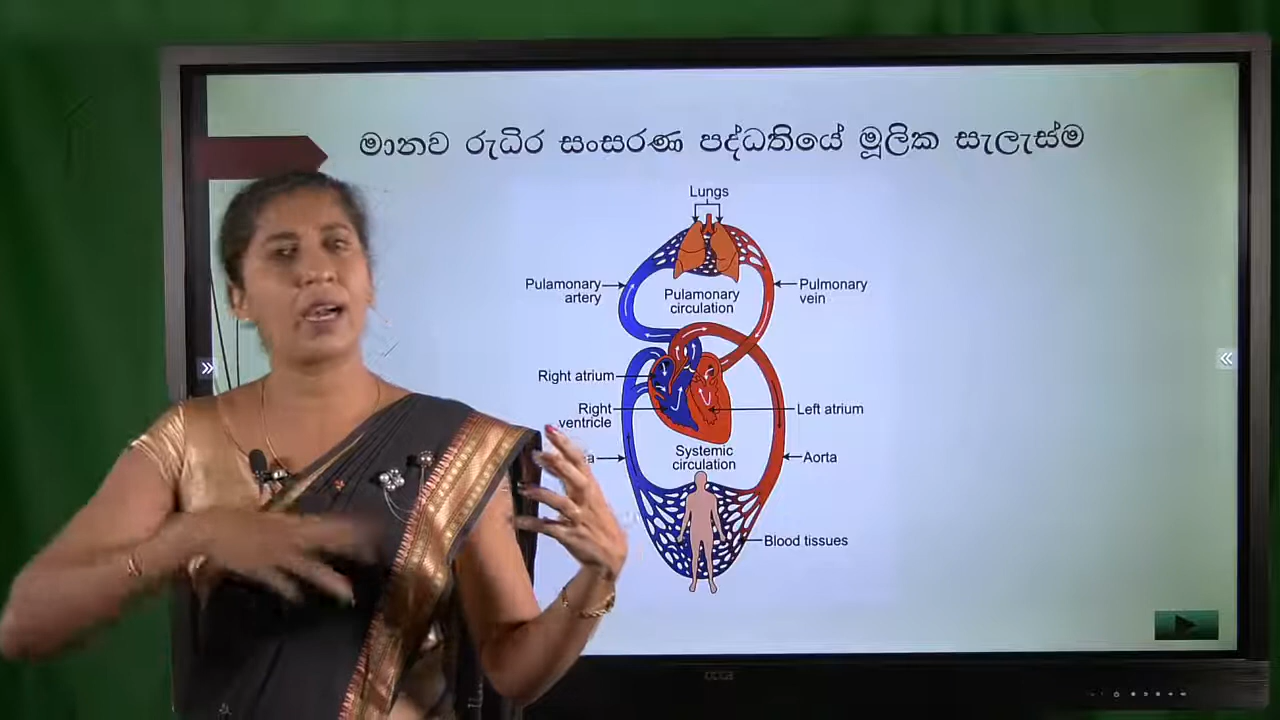 මානව රුධිර සංසරණ පද්ධතියේ මූලික සැලැස්ම
Lungs
Pulamonary
artery
Pulmonary
vein
Pulamonary
circulation
Right atrium
Right
ventricle
Left atrium
Systemic
circulation
Aorta
Blood tissues